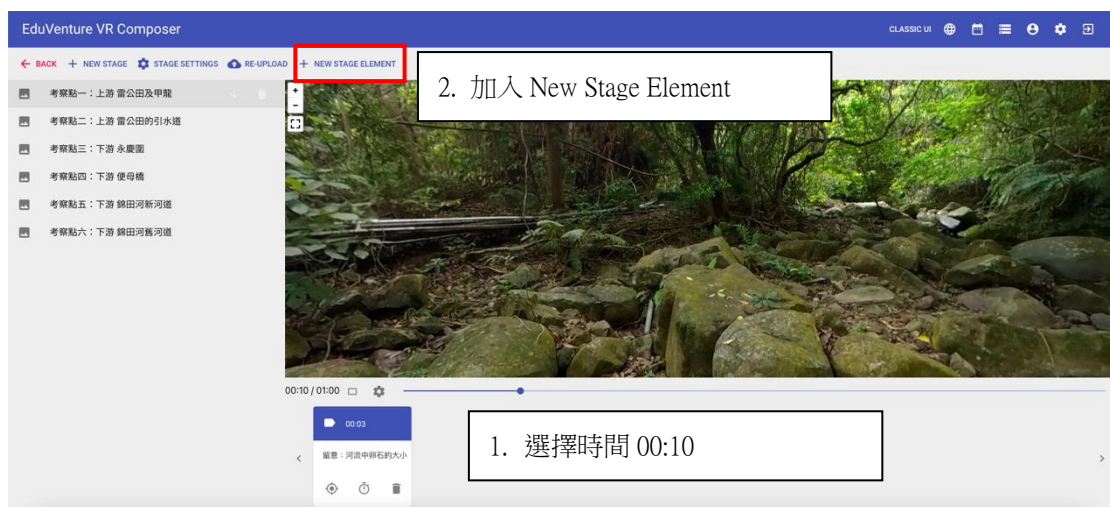 EduVenture VR Composer
CLASSIC UI
BACK
NEW STAGE
STAGE SETTINGS
RE-UPLOAD
+ NEW STAGE ELEMENT
2. 加入 New Stage Element
考察點一：上游 雷公田及甲龍
考察點二：上游 雷公田的引水道
考察點三：下游 永慶圍
考察點四：下游 便母橋
考察點五：下游 錦田河新河道
考察點六：下游 錦田河舊河道
+
-
00:10 / 01:00
00:03
留意：河流中卵石的大小
1. 選擇時間 00:10